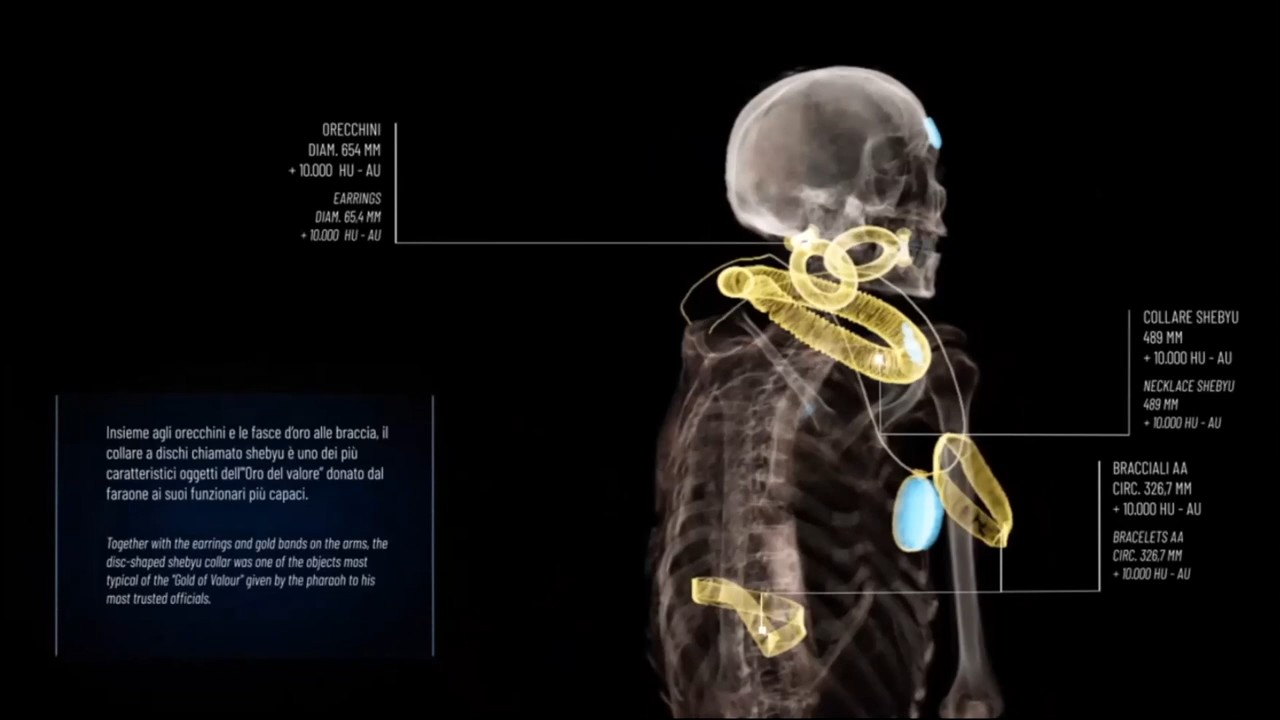 ORECCHINI
DIAM. 654 MM
+ 10.000 HU - AU
EARRINGS
DIAM. 65.4 MM
+ 10.000 HU - AU
COLLARE SHEBYU
489 MM
+ 10.000 HU - AU
NECKLACE SHEBYU
489 MM
+ 10.000 HU - AU
BRACCIALI AA
CIRC. 326,7 MM
+ 10.000 HU - AU
BRACELETS AA
CIRC. 326,7 MM
+ 10.000 HU - AU
Insieme agli orecchini e le fasce d'oro alle braccia, il
collare a dischi chiamato shebyu è uno dei più
caratteristici oggetti dell'"Oro del valore" donato dal
faraone ai suoi funzionari più capaci.
Together with the earrings and gold bands on the arms, the
disc-shaped shebyu collar was one of the objects most
typical of the "Gold of Valour" given by the pharaoh to his
most trusted officials.